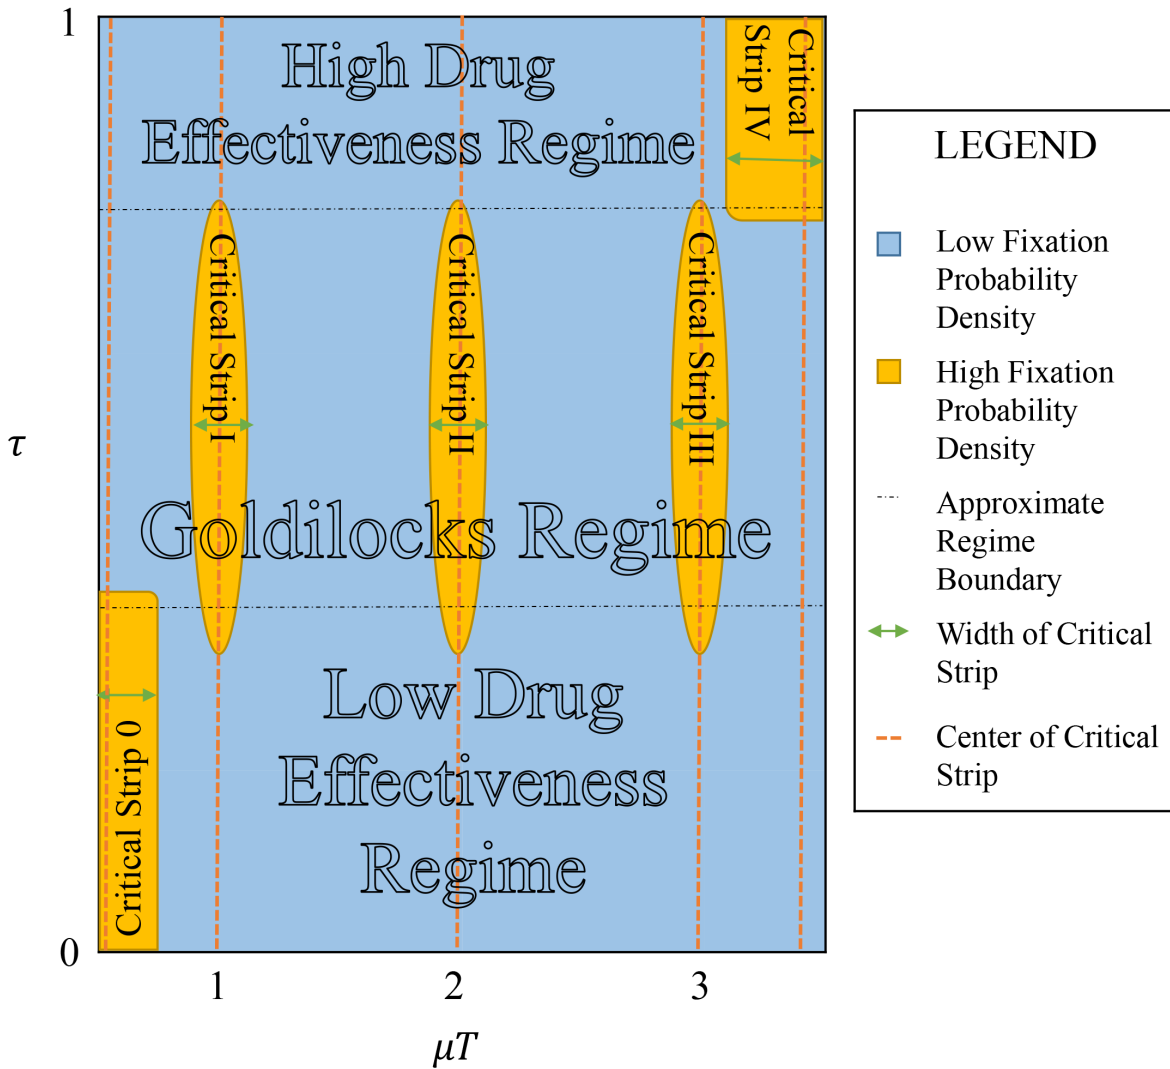 1
High Drug
Effectiveness Regime
Critical
Strip IV
Critical Strip I
Critical Strip II
Critical Strip III
τ
Goldilocks Regime
Low Drug
Effectiveness
Regime
Critical Strip 0
0
1
2
3
μT
LEGEND
Low Fixation
Probability
Density
High Fixation
Probability
Density
Approximate
Regime
Boundary
Width of Critical
Strip
Center of Critical
Strip